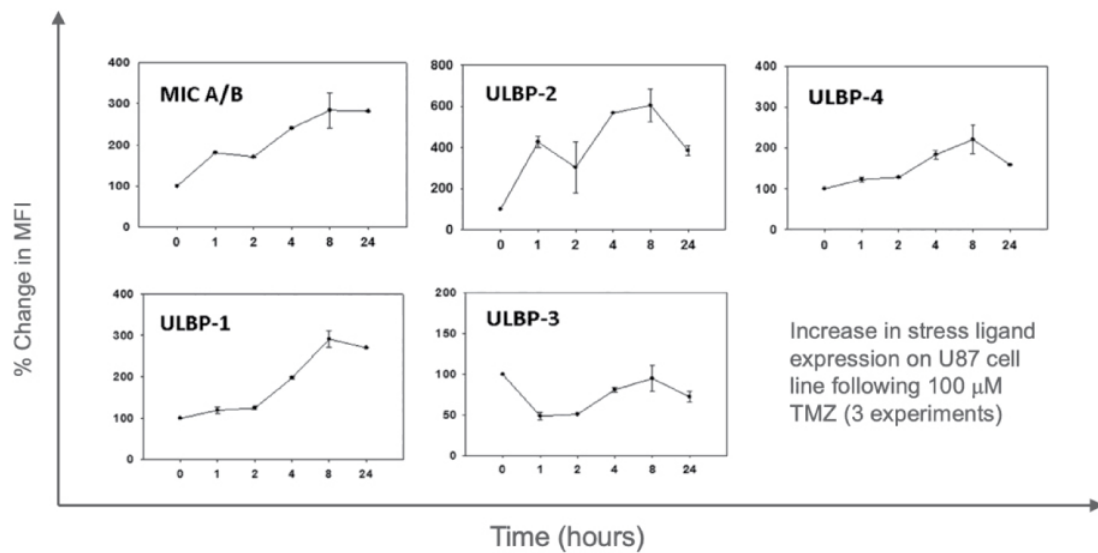 % Change in MFI
MIC A/B
400
300
200
100
0
0 1 2 4 8 24
ULBP-2
800
600
400
200
0
0 1 2 4 8 24
ULBP-4
400
300
200
100
0
0 1 2 4 8 24
ULBP-1
400
300
200
100
0
0 1 2 4 8 24
ULBP-3
200
150
100
50
0
0 1 2 4 8 24
Increase in stress ligand
expression on U87 cell
line following 100 μM
TMZ (3 experiments)
Time (hours)